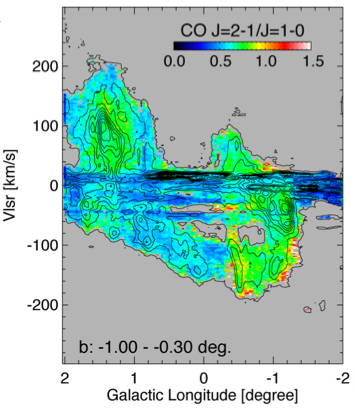 CO J=2-1/J=1-0
0.0 0.5 1.0 1.5
200
100
0
-100
-200
Vlsr [km/s]
b: -1.00 - -0.30 deg.
2 1 0 -1 -2
Galactic Longitude [degree]